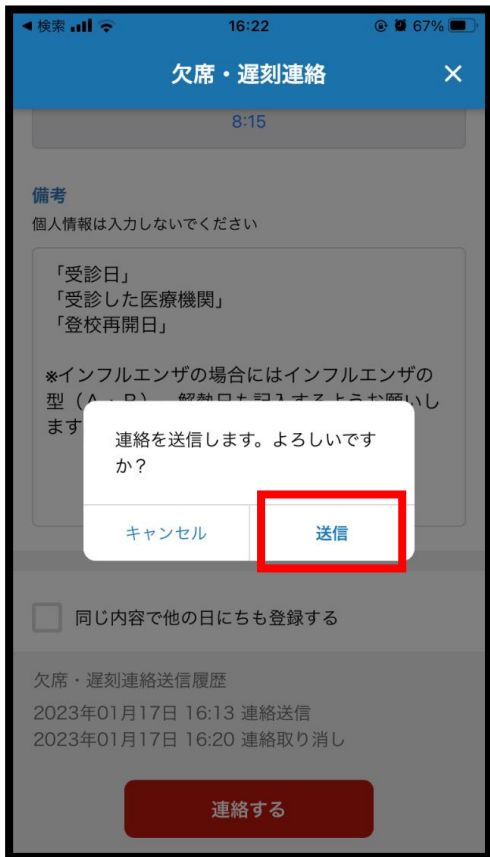 ◀検索 16:22 67%
欠席・遅刻連絡 ×
8:15
備考
個人情報は入力しないでください
「受診日」
「受診した医療機関」
「登校再開日」
※インフルエンザの場合にはインフルエンザの
型（A・B）、解熱日も記入するようお願いし
ます
連絡を送信します。よろしいです
か？
キャンセル 送信
同じ内容で他の日にちも登録する
欠席・遅刻連絡送信履歴
2023年01月17日 16:13 連絡送信
2023年01月17日 16:20 連絡取り消し
連絡する